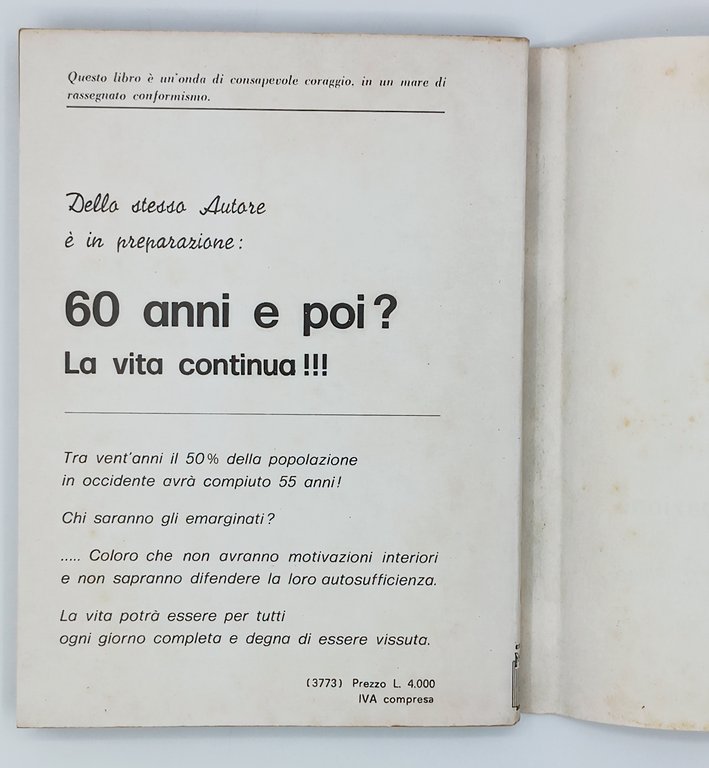 Questo libro è un'onda di consapevole coraggio, in un mare di
rassegnato conformismo.
Dello stesso Autore
è in preparazione:
60 anni e poi?
La vita continua!!!
Tra vent'anni il 50% della popolazione
in occidente avrà compiuto 55 anni!
Chi saranno gli emarginati?
..... Coloro che non avranno motivazioni interiori
e non sapranno difendere la loro autosufficienza.
La vita potrà essere per tutti
ogni giorno completa e degna di essere vissuta.
(3773) Prezzo L. 4.000
IVA compresa